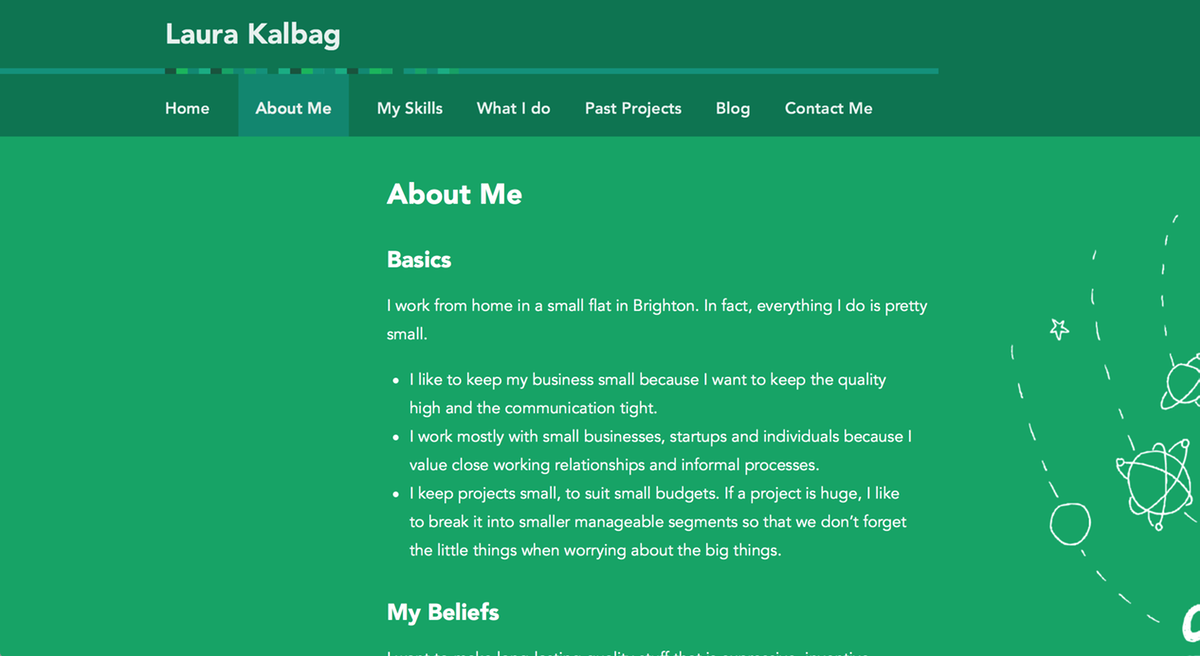 Laura Kalbag
Home About Me My Skills What I do Past Projects Blog Contact Me
About Me
Basics
I work from home in a small flat in Brighton. In fact, everything I do is pretty
small.
• I like to keep my business small because I want to keep the quality
high and the communication tight.
• I work mostly with small businesses, startups and individuals because I
value close working relationships and informal processes.
• I keep projects small, to suit small budgets. If a project is huge, I like
to break it into smaller manageable segments so that we don’t forget
the little things when worrying about the big things.
My Beliefs